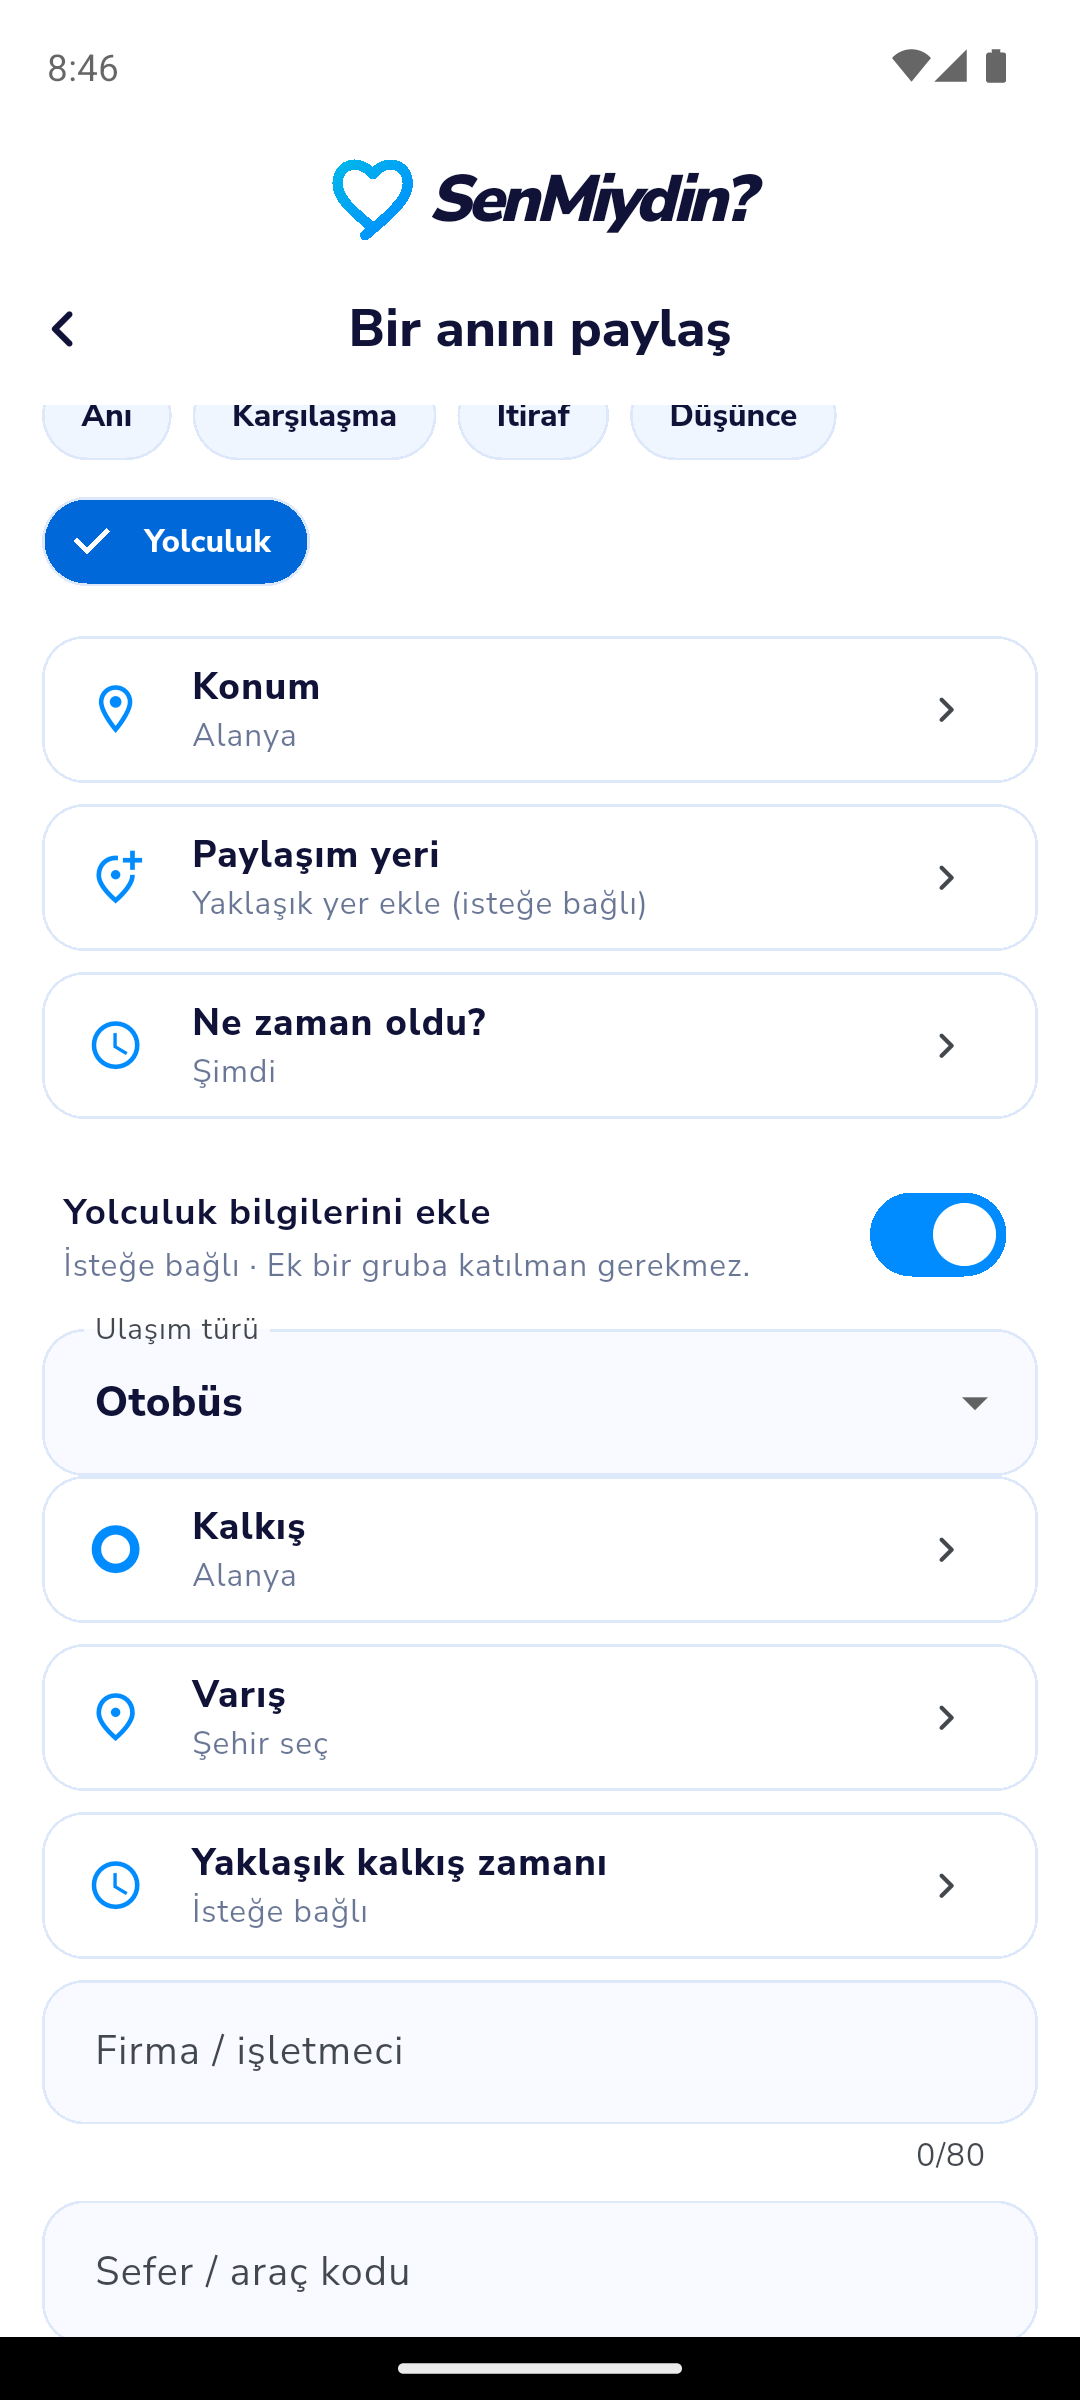 8:46
SenMiydin?
Bir anını paylaş
Anı
Karşılaşma
İtiraf
Düşünce
Yolculuk
Konum
Alanya
Paylaşım yeri
Yaklaşık yer ekle (isteğe bağlı)
Ne zaman oldu?
Şimdi
Yolculuk bilgilerini ekle
İsteğe bağlı · Ek bir gruba katılman gerekmez.
Ulaşım türü
Otobüs
Kalkış
Alanya
Varış
Şehir seç
Yaklaşık kalkış zamanı
İsteğe bağlı
Firma / işletmeci
0/80
Sefer / araç kodu